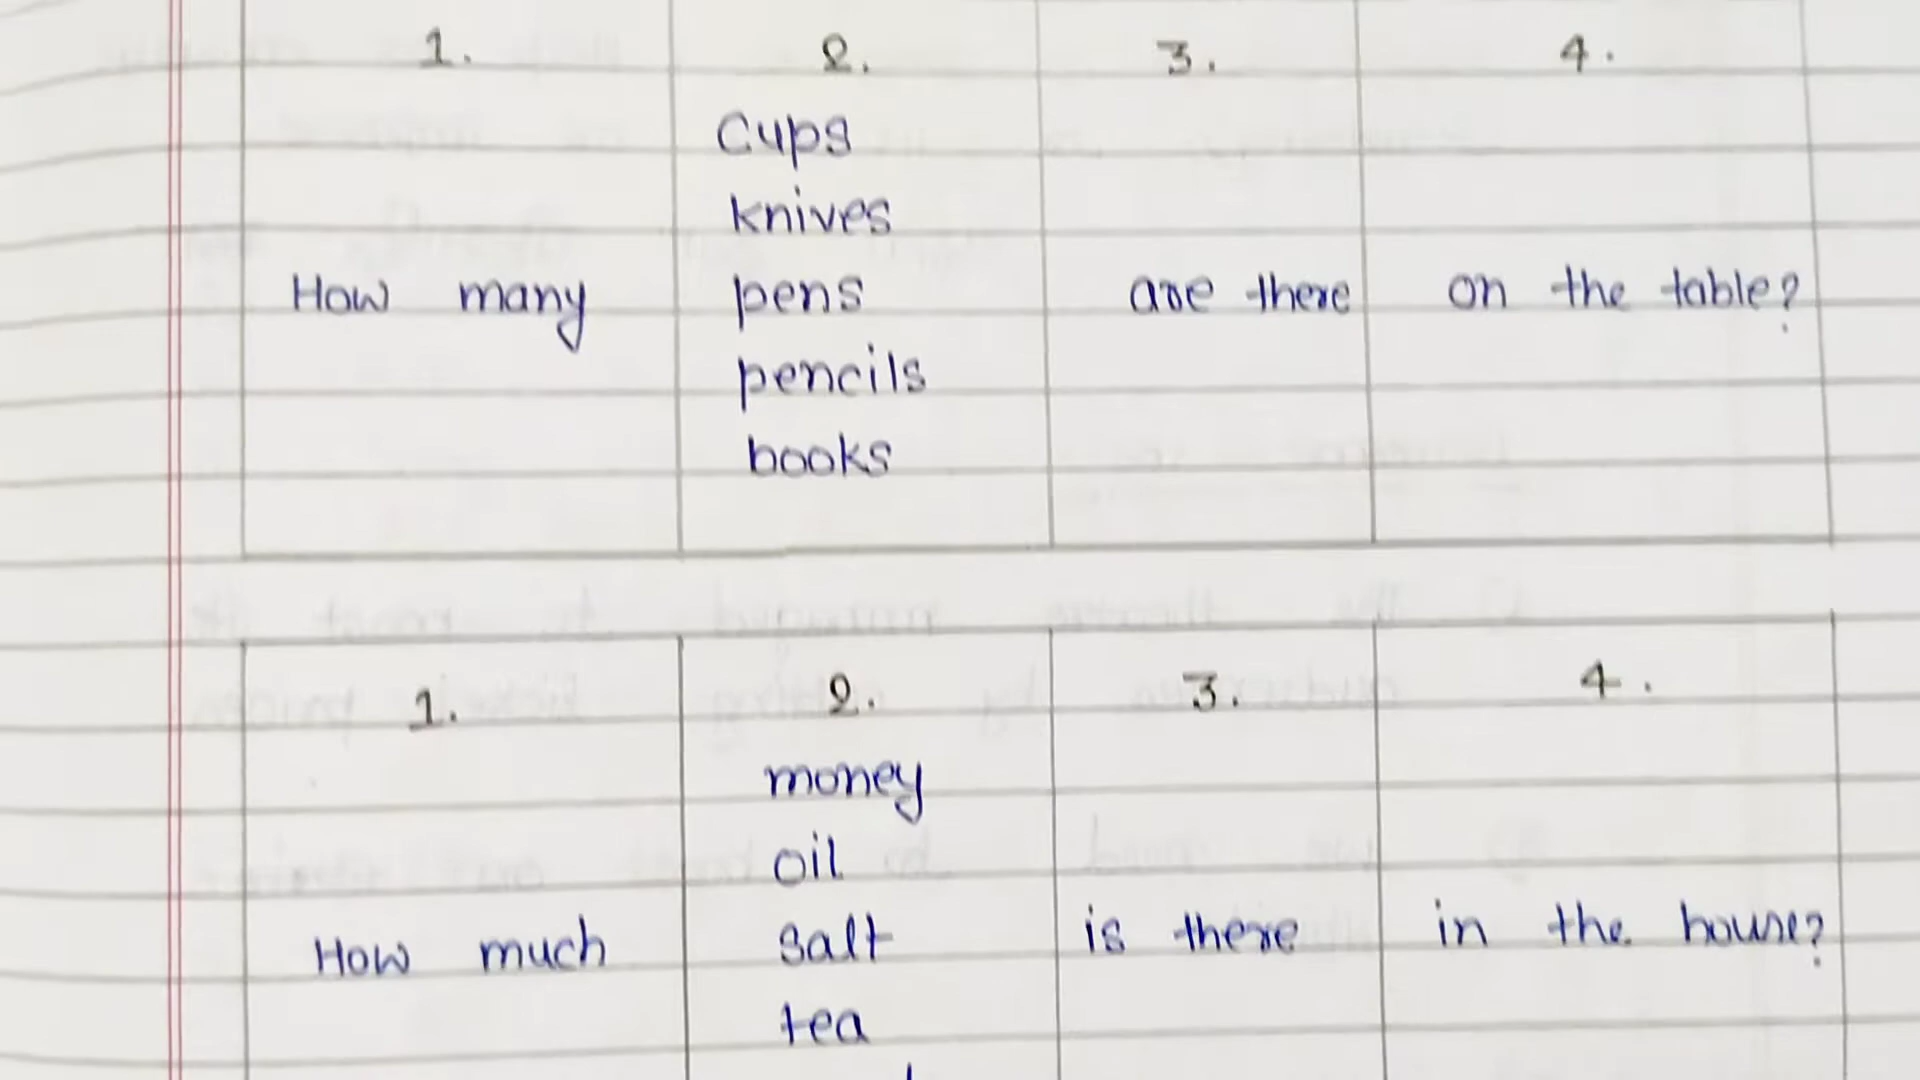 1. 2. 3. 4.
Cups
knives
How many pens are there on the table?
pencils
books
1. 2. 3. 4.
money
oil
How much salt is there in the house?
tea